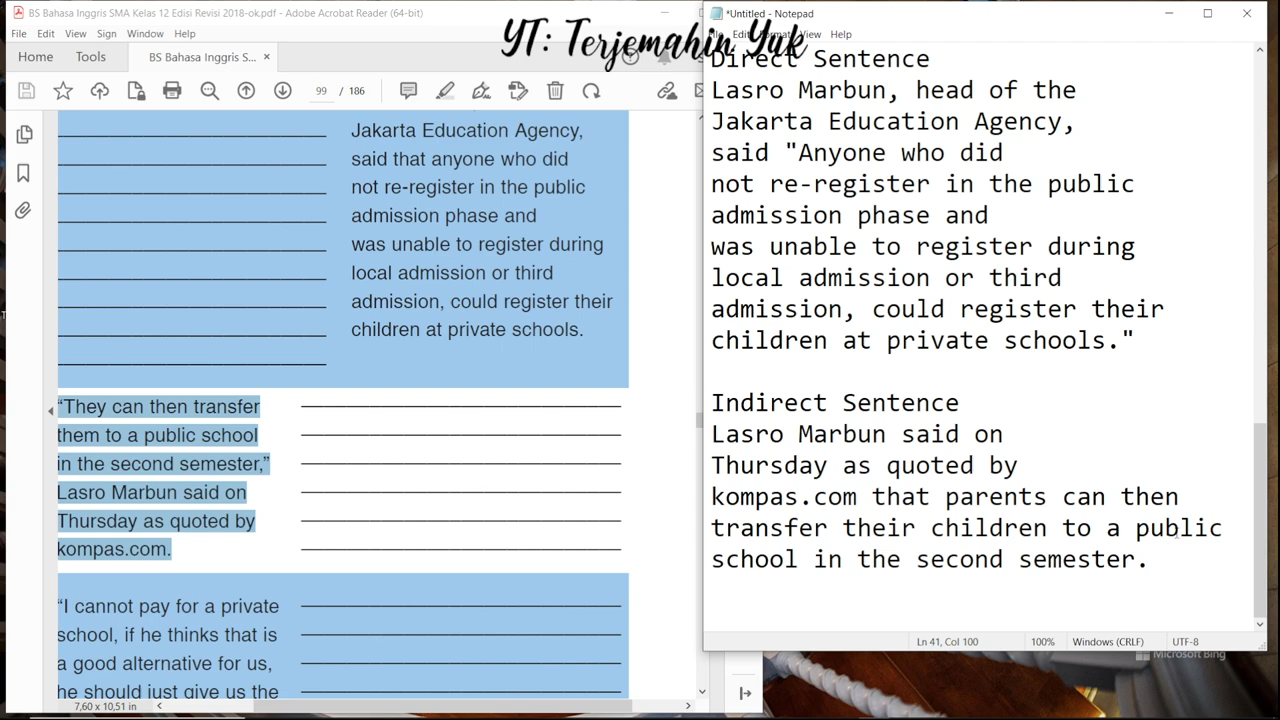 BS Bahasa Inggris SMA Kelas 12 Edisi Revisi 2018-ok.pdf - Adobe Acrobat Reader (64-bit)
File Edit View Sign Window Help
Home Tools BS Bahasa Inggris S... ×
99 / 186
Jakarta Education Agency,
said that anyone who did
not re-register in the public
admission phase and
was unable to register during
local admission or third
admission, could register their
children at private schools.
“They can then transfer
them to a public school
in the second semester,”
Lasro Marbun said on
Thursday as quoted by
kompas.com.
“I cannot pay for a private
school, if he thinks that is
a good alternative for us,
he should just give us the
7,60 x 10,51 in
YT: Terjemahin Yuk
*Untitled - Notepad
File Edit Format View Help
Direct Sentence
Lasro Marbun, head of the
Jakarta Education Agency,
said "Anyone who did
not re-register in the public
admission phase and
was unable to register during
local admission or third
admission, could register their
children at private schools."
Indirect Sentence
Lasro Marbun said on
Thursday as quoted by
kompas.com that parents can then
transfer their children to a public
school in the second semester.
Ln 41, Col 100 100% Windows (CRLF) UTF-8
Microsoft Bing